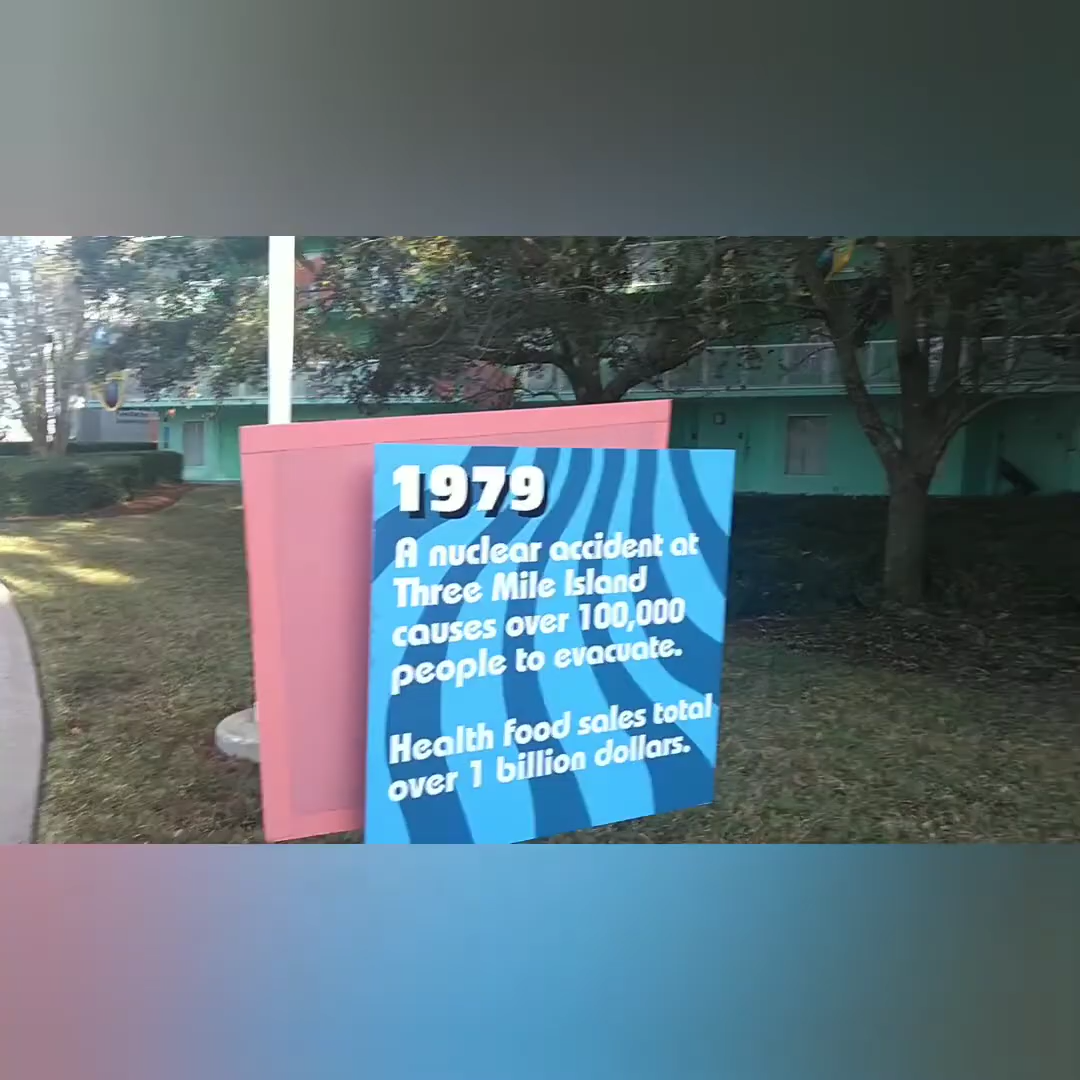 1979
A nuclear accident at
Three Mile Island
causes over 100,000
people to evacuate.
Health food sales total
over 1 billion dollars.